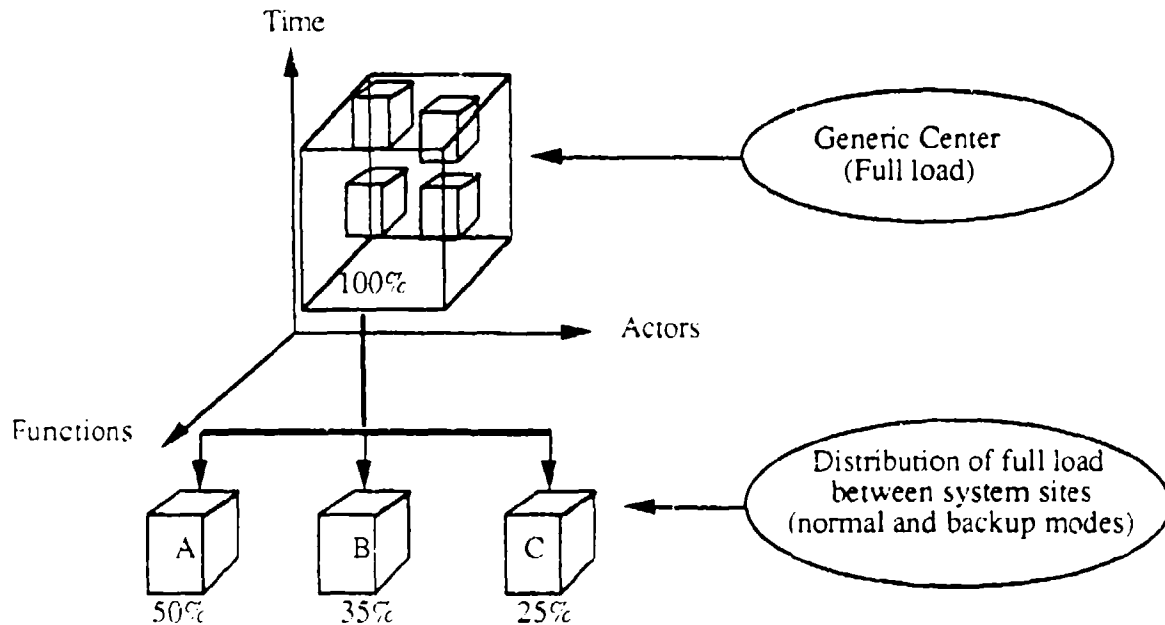 Time
Generic Center
(Full load)
100%
Actors
Functions
Distribution of full load
between system sites
(normal and backup modes)
A
B
C
50%
35%
25%